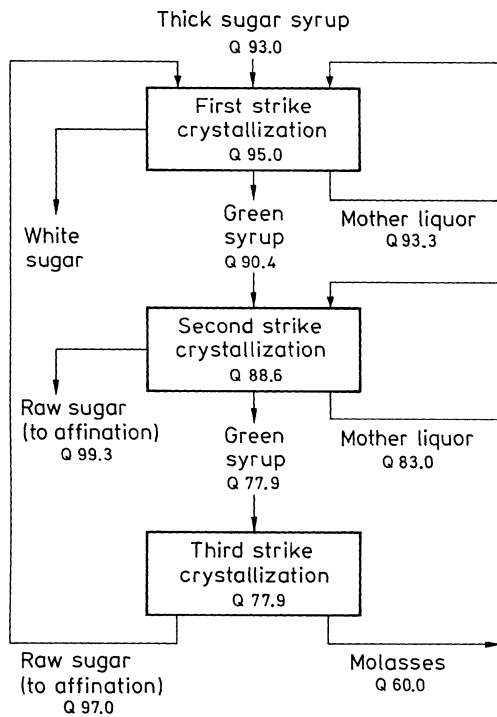 Thick sugar syrup
Q 93.0
First strike
crystallization
Q 95.0
White
sugar
Green
syrup
Q 90.4
Mother liquor
Q 93.3
Second strike
crystallization
Q 88.6
Raw sugar
(to affination)
Q 99.3
Green
syrup
Q 77.9
Mother liquor
Q 83.0
Third strike
crystallization
Q 77.9
Raw sugar
(to affination)
Q 97.0
Molasses
Q 60.0